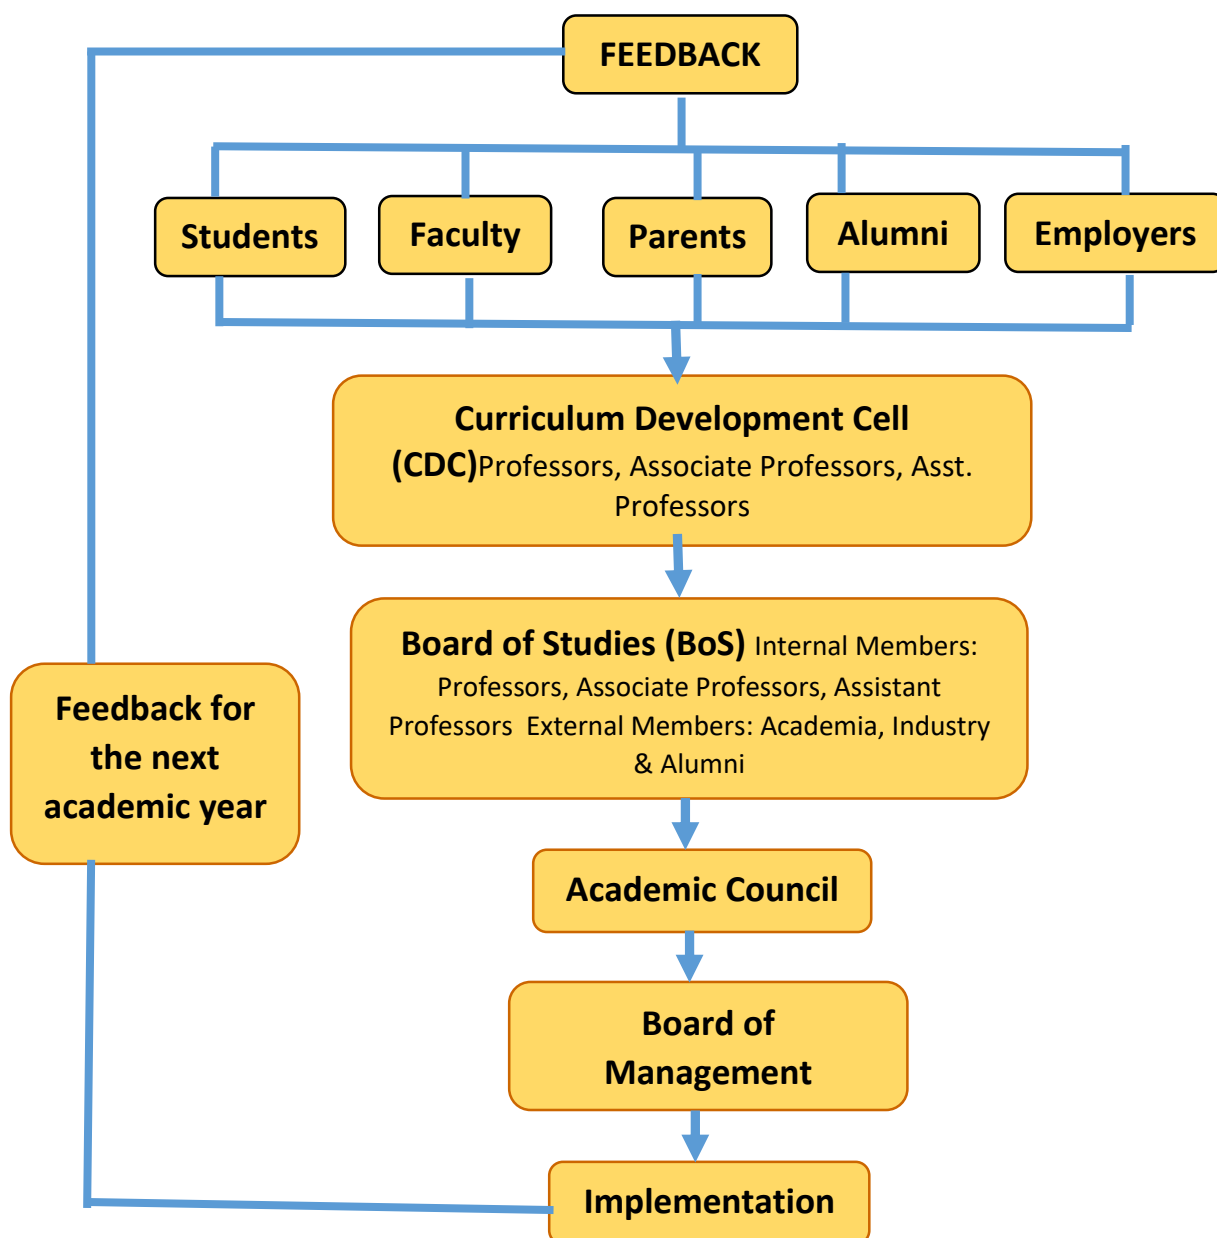 FEEDBACK
Students
Faculty
Parents
Alumni
Employers
Curriculum Development Cell
(CDC)Professors, Associate Professors, Asst.
Professors
Board of Studies (BoS) Internal Members:
Professors, Associate Professors, Assistant
Professors External Members: Academia, Industry
& Alumni
Feedback for
the next
academic year
Academic Council
Board of
Management
Implementation